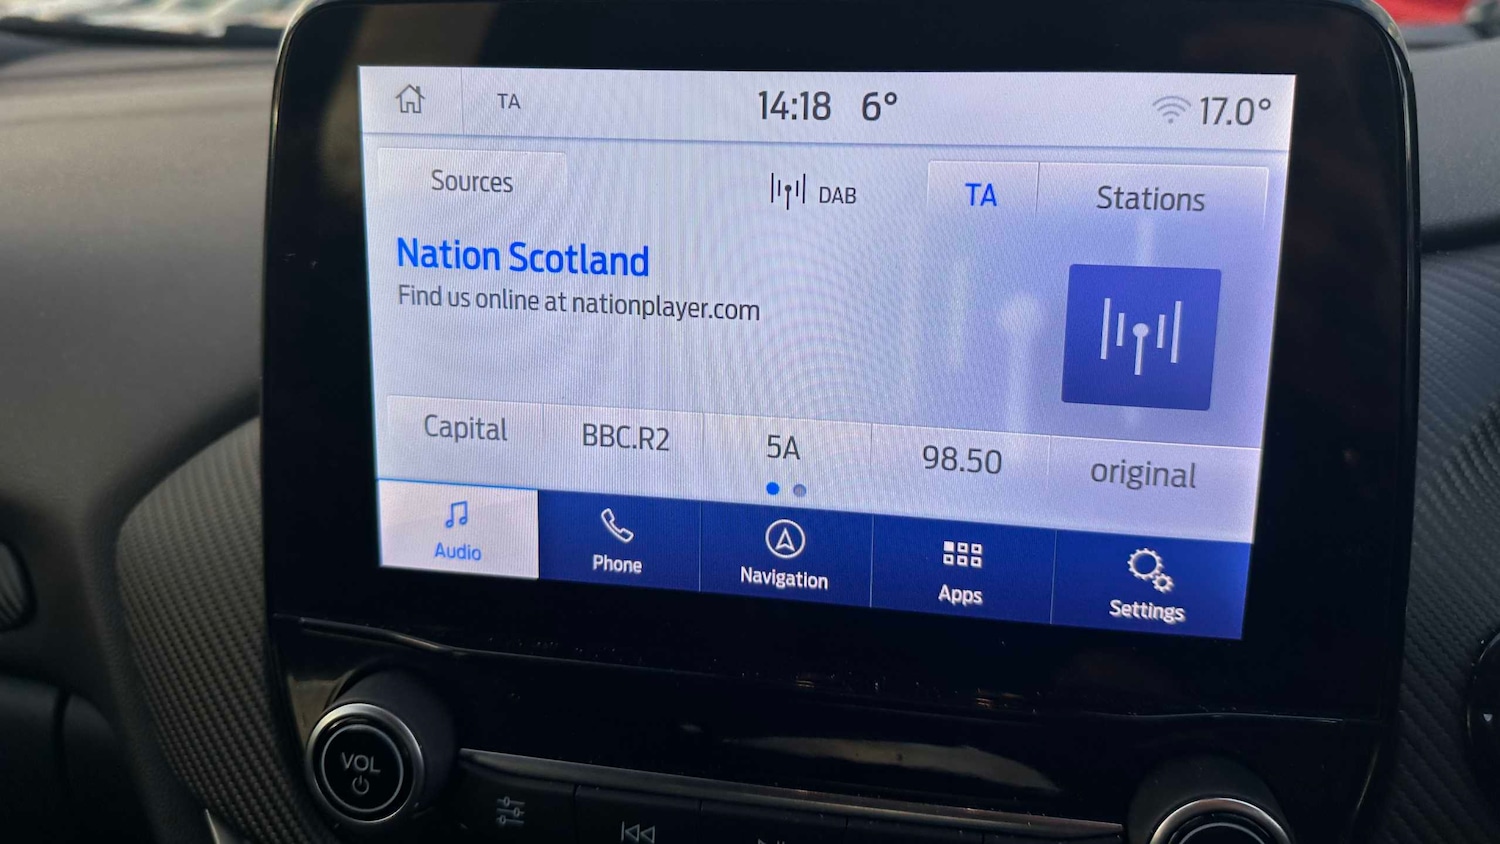 TA 14:18 6° 17.0°
Sources DAB TA Stations
Nation Scotland
Find us online at nationplayer.com
Capital BBC.R2 5A 98.50 original
Audio Phone Navigation Apps Settings
VOL